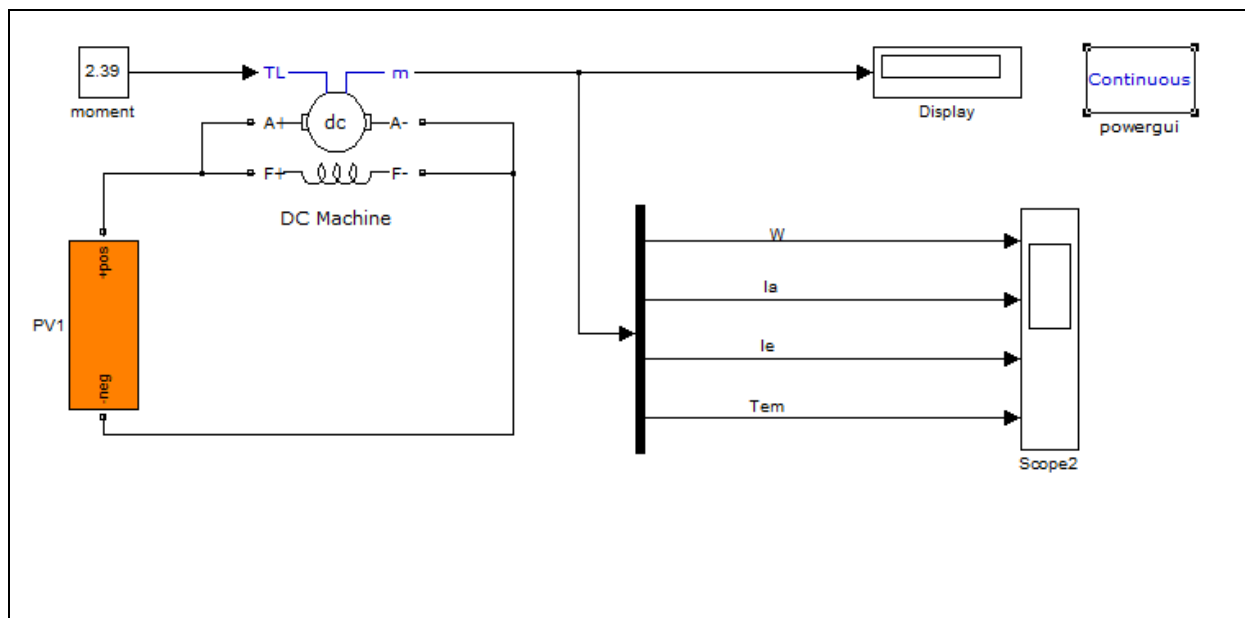 2.39
moment
TL
m
A+
dc
A-
F+
F-
DC Machine
Display
Continuous
powergui
+pos
PV1
-neg
W
Ia
Ie
Tem
Scope2